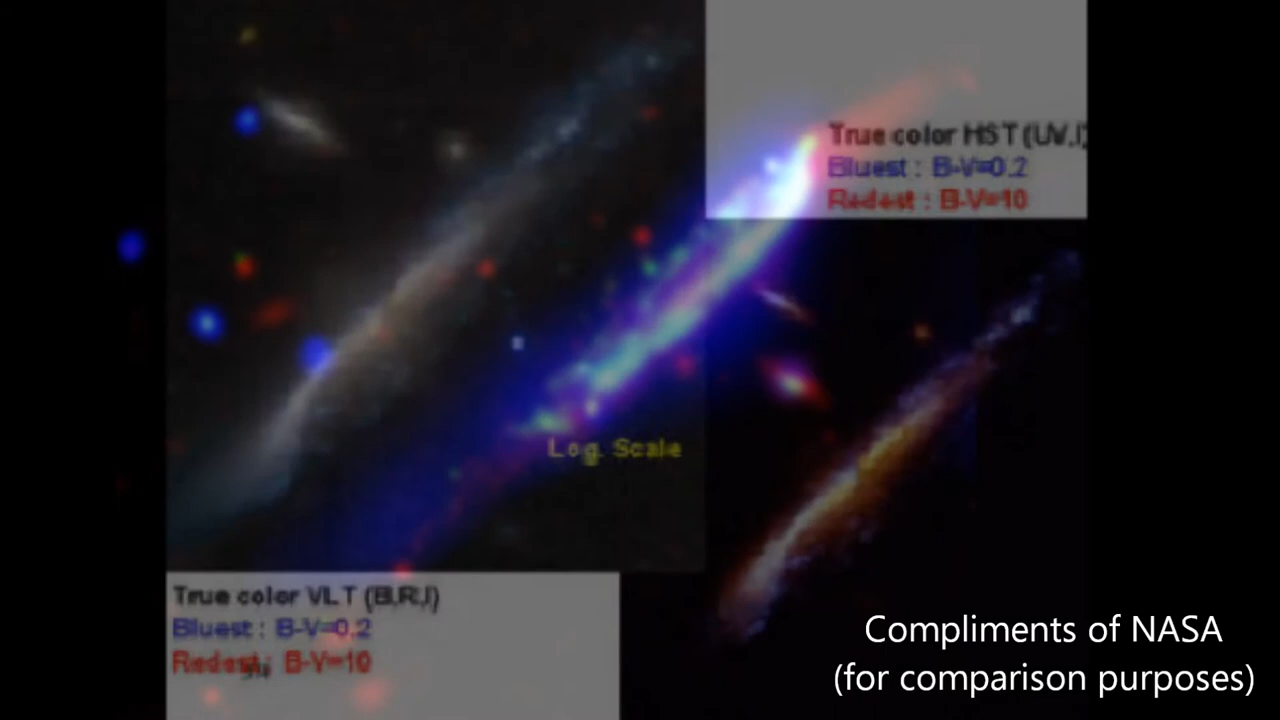 True color HST (UV,I)
Bluest : B-V=0.2
Redest : B-V=10
Log. Scale
True color VLT (B,R,I)
Bluest : B-V=0.2
Redest : B-V=10
Compliments of NASA
(for comparison purposes)